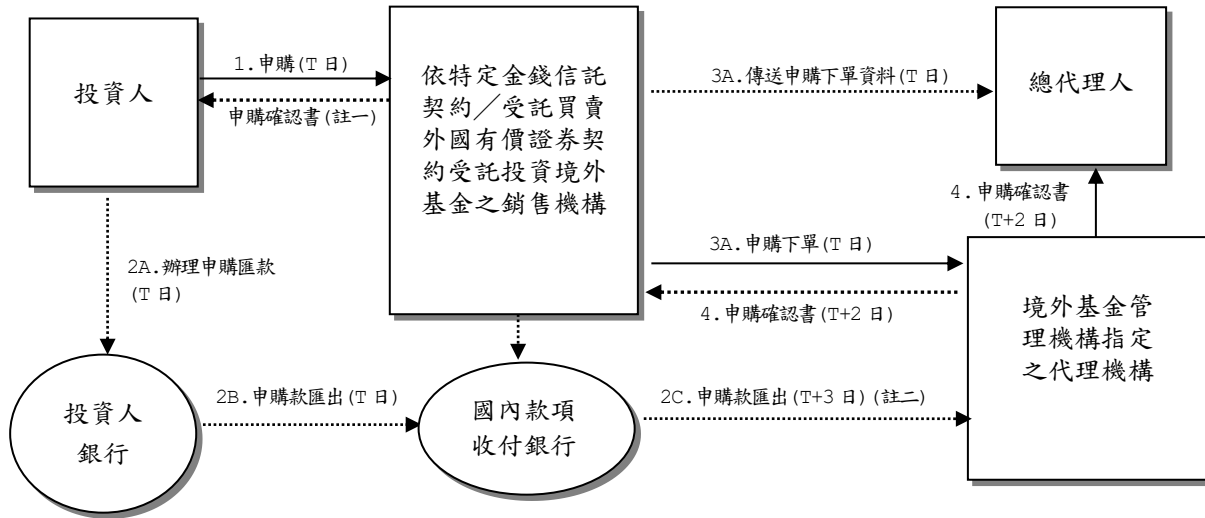 投資人
1.申購(T 日)
申購確認書(註一)
依特定金錢信託
契約／受託買賣
外國有價證券契
約受託投資境外
基金之銷售機構
3A.傳送申購下單資料(T 日)
總代理人
4.申購確認書
(T+2 日)
2A.辦理申購匯款
(T 日)
3A.申購下單(T 日)
4.申購確認書(T+2 日)
境外基金管
理機構指定
之代理機構
投資人
銀行
2B.申購款匯出(T 日)
國內款項
收付銀行
2C.申購款匯出(T+3 日)(註二)